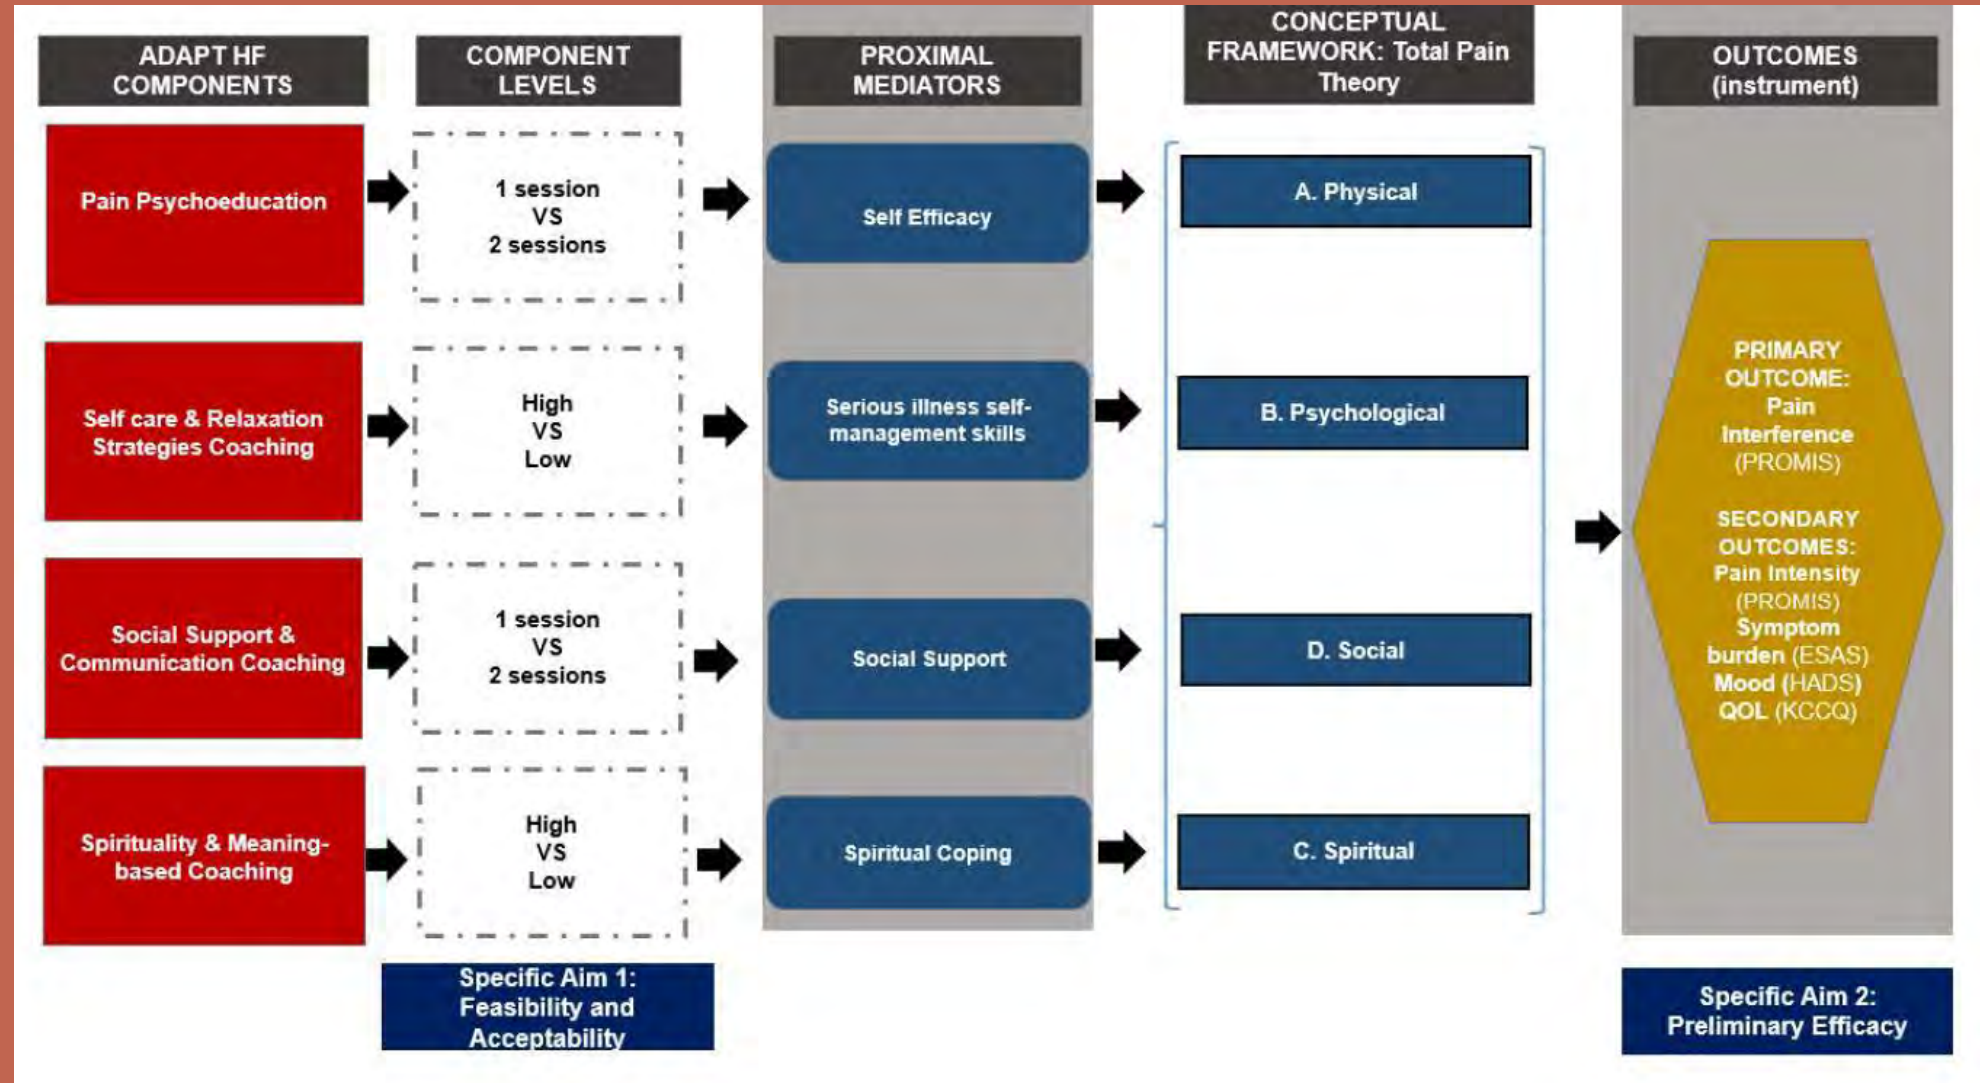 ADAPT HF
COMPONENTS
COMPONENT
LEVELS
PROXIMAL
MEDIATORS
CONCEPTUAL
FRAMEWORK: Total Pain
Theory
OUTCOMES
(instrument)
Pain Psychoeducation
1 session
VS
2 sessions
Self Efficacy
A. Physical
Self care & Relaxation
Strategies Coaching
High
VS
Low
Serious illness self-
management skills
B. Psychological
Social Support &
Communication Coaching
1 session
VS
2 sessions
Social Support
D. Social
Spirituality & Meaning-
based Coaching
High
VS
Low
Spiritual Coping
C. Spiritual
PRIMARY
OUTCOME:
Pain
Interference
(PROMIS)
SECONDARY
OUTCOMES:
Pain Intensity
(PROMIS)
Symptom
burden (ESAS)
Mood (HADS)
QOL (KCCQ)
Specific Aim 1:
Feasibility and
Acceptability
Specific Aim 2:
Preliminary Efficacy